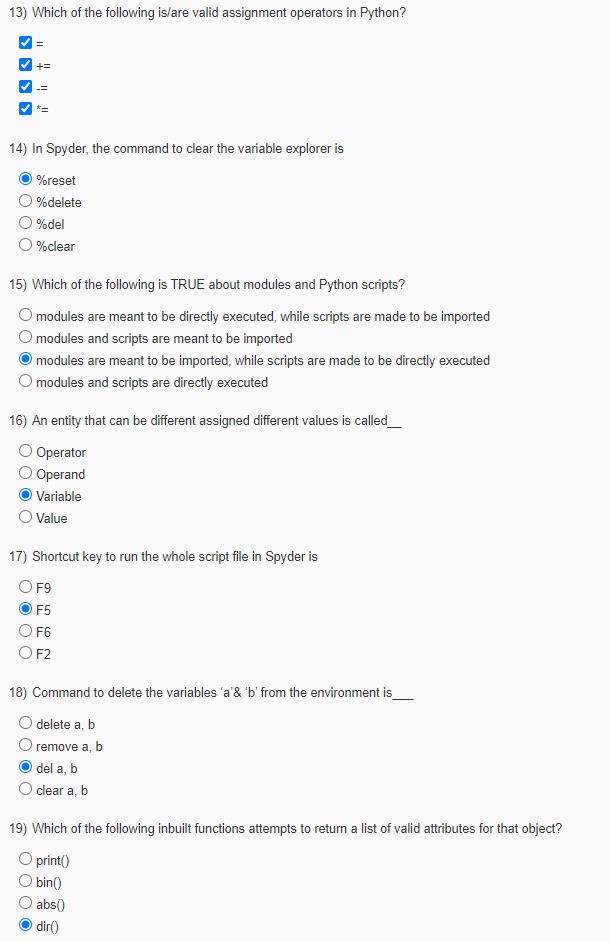 13) Which of the following is/are valid assignment operators in Python?
=
+=
-=
*=
14) In Spyder, the command to clear the variable explorer is
%reset
%delete
%del
%clear
15) Which of the following is TRUE about modules and Python scripts?
modules are meant to be directly executed, while scripts are made to be imported
modules and scripts are meant to be imported
modules are meant to be imported, while scripts are made to be directly executed
modules and scripts are directly executed
16) An entity that can be different assigned different values is called__
Operator
Operand
Variable
Value
17) Shortcut key to run the whole script file in Spyder is
F9
F5
F6
F2
18) Command to delete the variables ‘a’& ‘b’ from the environment is___
delete a, b
remove a, b
del a, b
clear a, b
19) Which of the following inbuilt functions attempts to return a list of valid attributes for that object?
print()
bin()
abs()
dir()